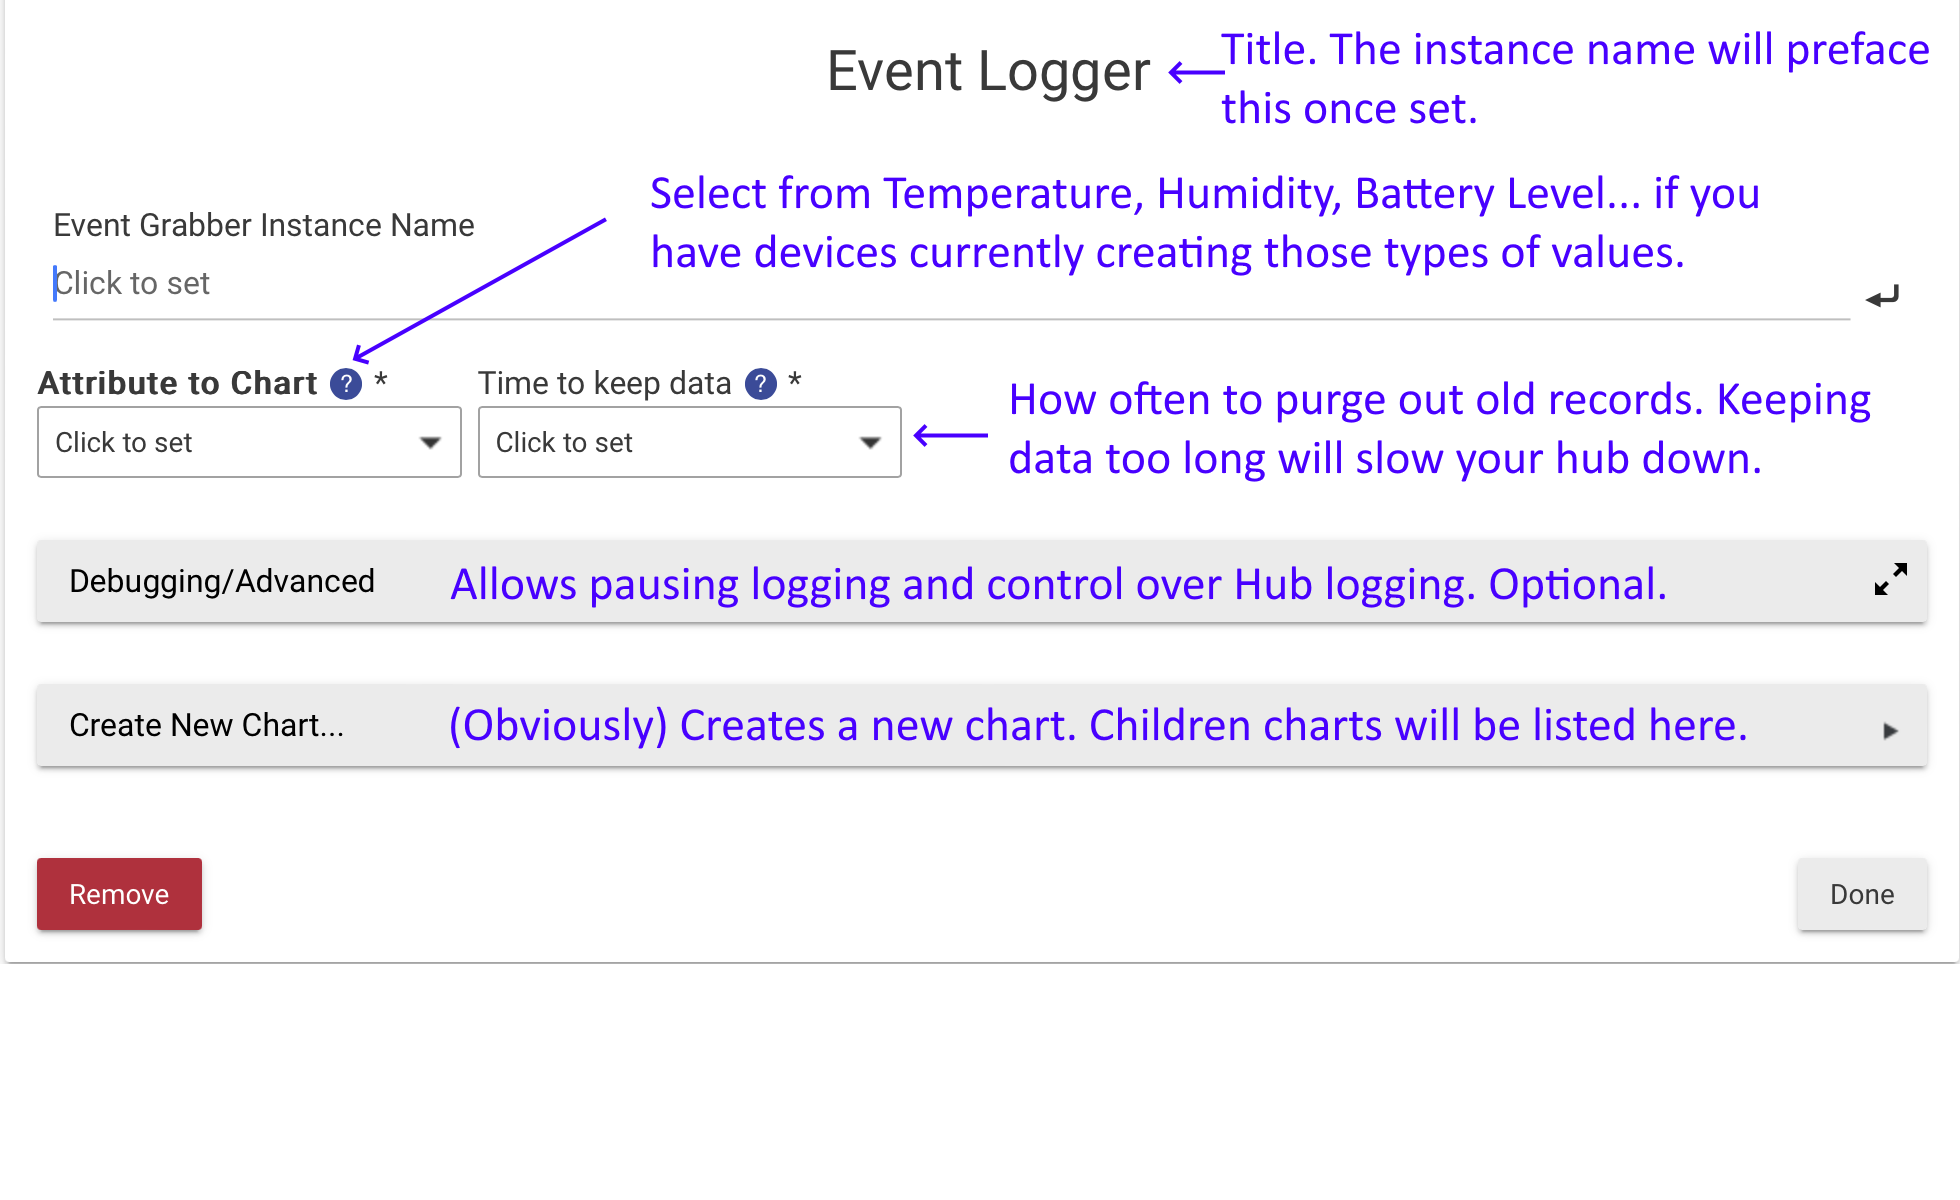 Event Logger
Title. The instance name will preface
this once set.
Select from Temperature, Humidity, Battery Level... if you
have devices currently creating those types of values.
Event Grabber Instance Name
Click to set
Attribute to Chart ? *
Time to keep data ? *
Click to set
Click to set
How often to purge out old records. Keeping
data too long will slow your hub down.
Debugging/Advanced
Allows pausing logging and control over Hub logging. Optional.
Create New Chart...
(Obviously) Creates a new chart. Children charts will be listed here.
Remove
Done